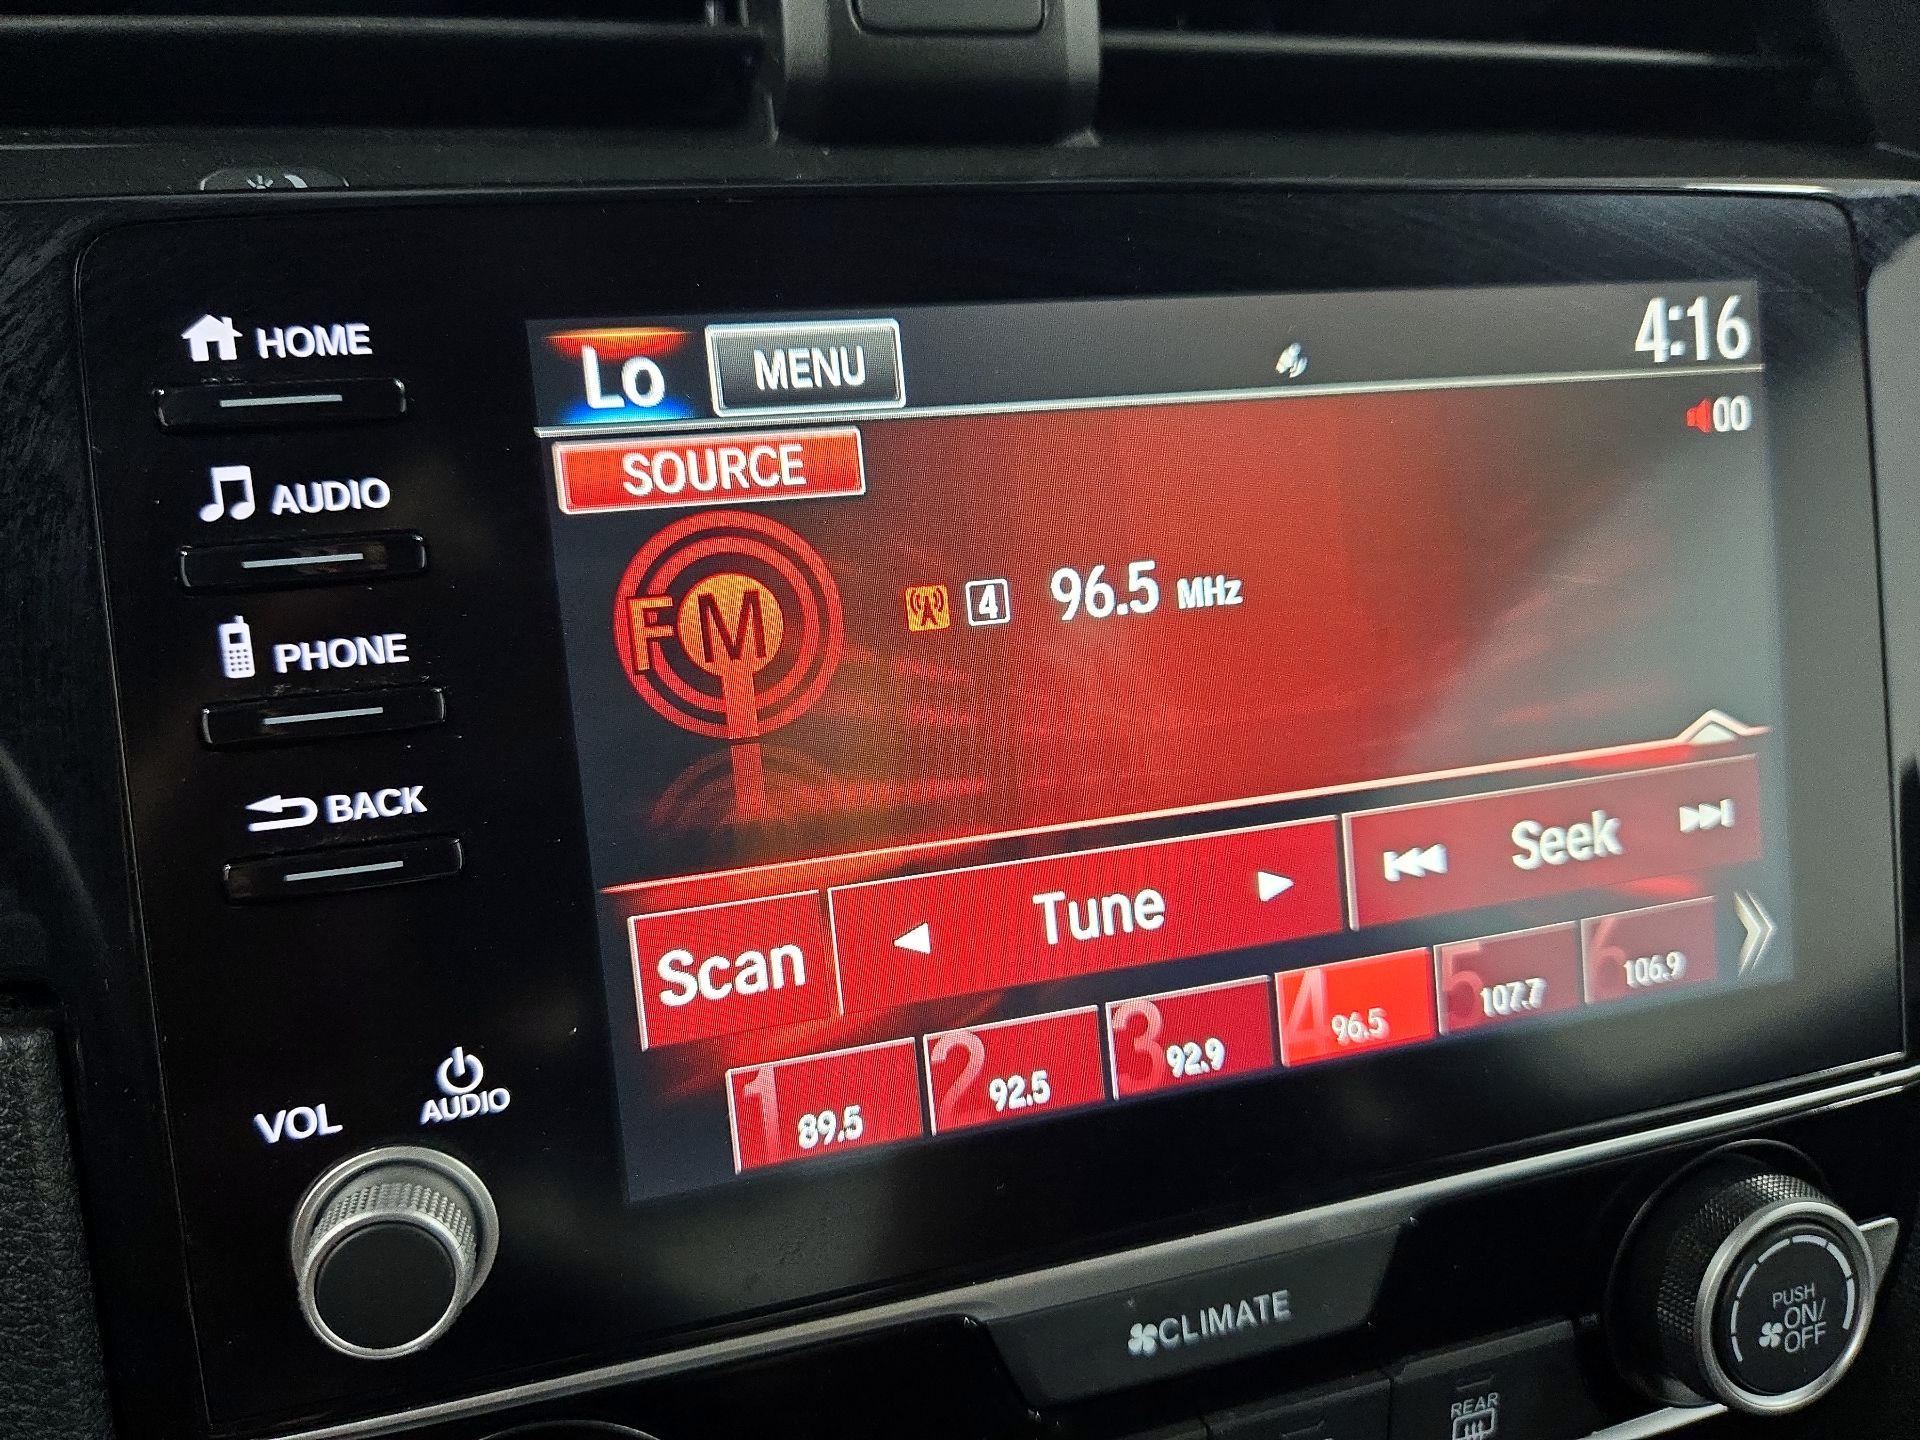 HOME
AUDIO
PHONE
BACK
VOL
AUDIO
Lo
MENU
4:16
00
SOURCE
FM
4
96.5 MHz
Scan
Tune
Seek
1 89.5
2 92.5
3 92.9
4 96.5
5 107.7
6 106.9
CLIMATE
PUSH
ON/
OFF
REAR